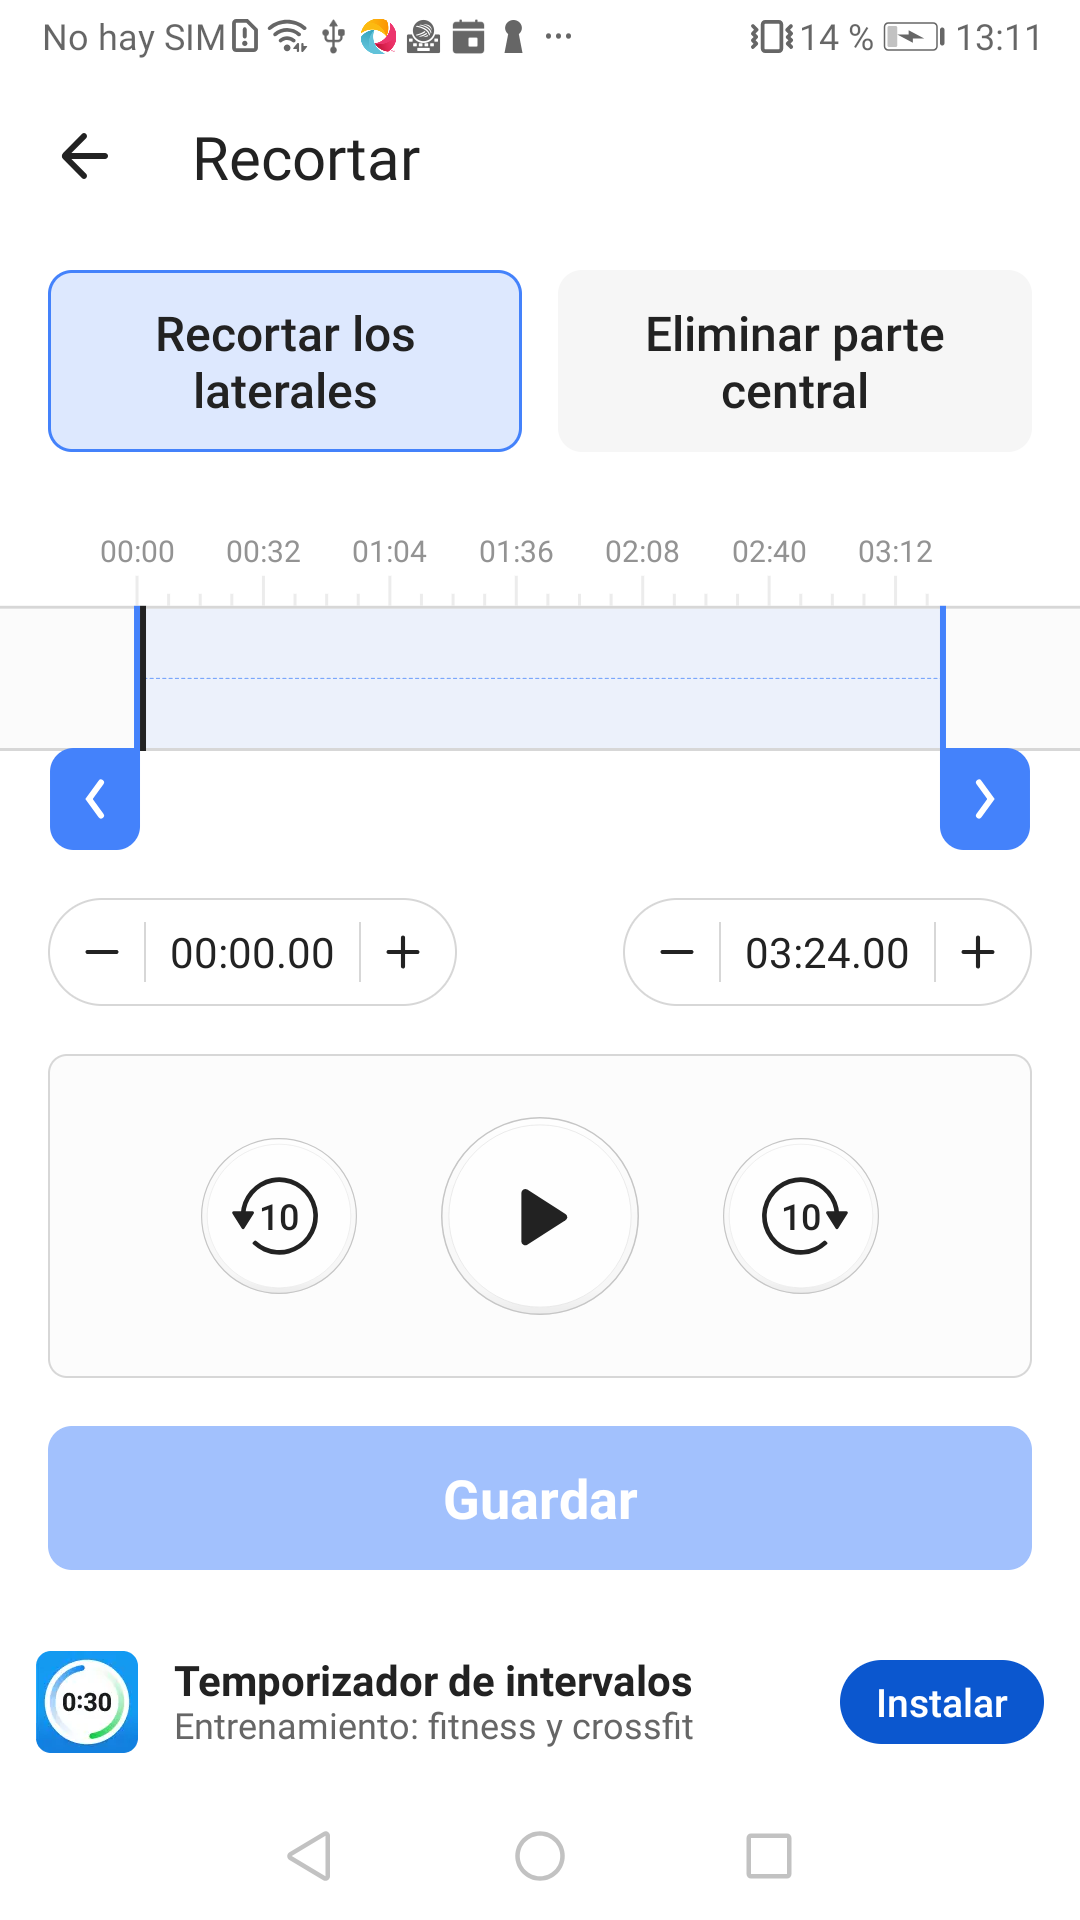 No hay SIM 14 % 13:11
Recortar
Recortar los
laterales
Eliminar parte
central
00:00 00:32 01:04 01:36 02:08 02:40 03:12
00:00.00
03:24.00
10 10
Guardar
0:30
Temporizador de intervalos
Entrenamiento: fitness y crossfit
Instalar